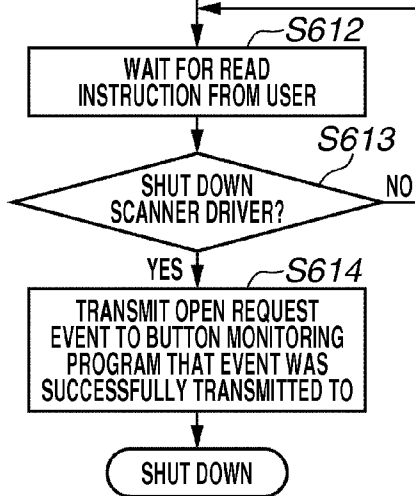 S612
WAIT FOR READ
INSTRUCTION FROM USER
S613
SHUT DOWN
SCANNER DRIVER?
NO
YES
S614
TRANSMIT OPEN REQUEST
EVENT TO BUTTON MONITORING
PROGRAM THAT EVENT WAS
SUCCESSFULLY TRANSMITTED TO
SHUT DOWN